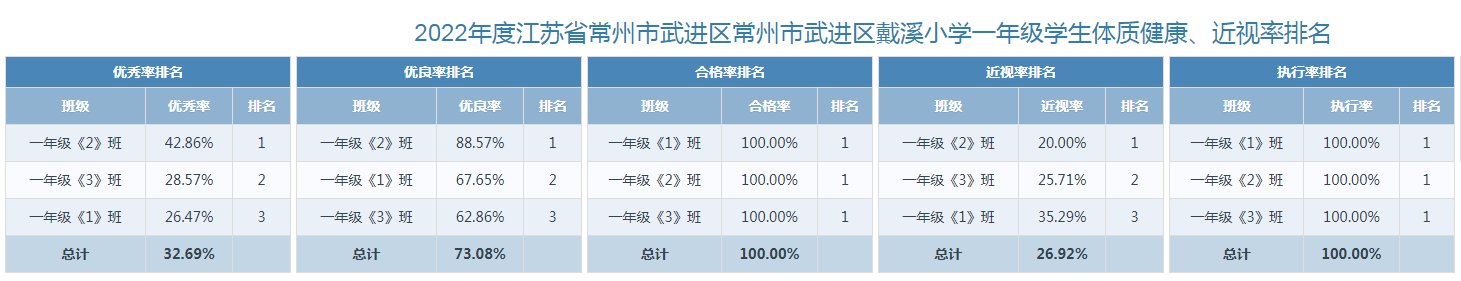 2022年度江苏省常州市武进区常州市武进区戴溪小学一年级学生体质健康、近视率排名
优秀率排名 优良率排名 合格率排名 近视率排名 执行率排名
班级 优秀率 排名 班级 优良率 排名 班级 合格率 排名 班级 近视率 排名 班级 执行率 排名
一年级《2》班 42.86% 1 一年级《2》班 88.57% 1 一年级《1》班 100.00% 1 一年级《2》班 20.00% 1 一年级《1》班 100.00% 1
一年级《3》班 28.57% 2 一年级《1》班 67.65% 2 一年级《2》班 100.00% 1 一年级《3》班 25.71% 2 一年级《2》班 100.00% 1
一年级《1》班 26.47% 3 一年级《3》班 62.86% 3 一年级《3》班 100.00% 1 一年级《1》班 35.29% 3 一年级《3》班 100.00% 1
总计 32.69% 总计 73.08% 总计 100.00% 总计 26.92% 总计 100.00%